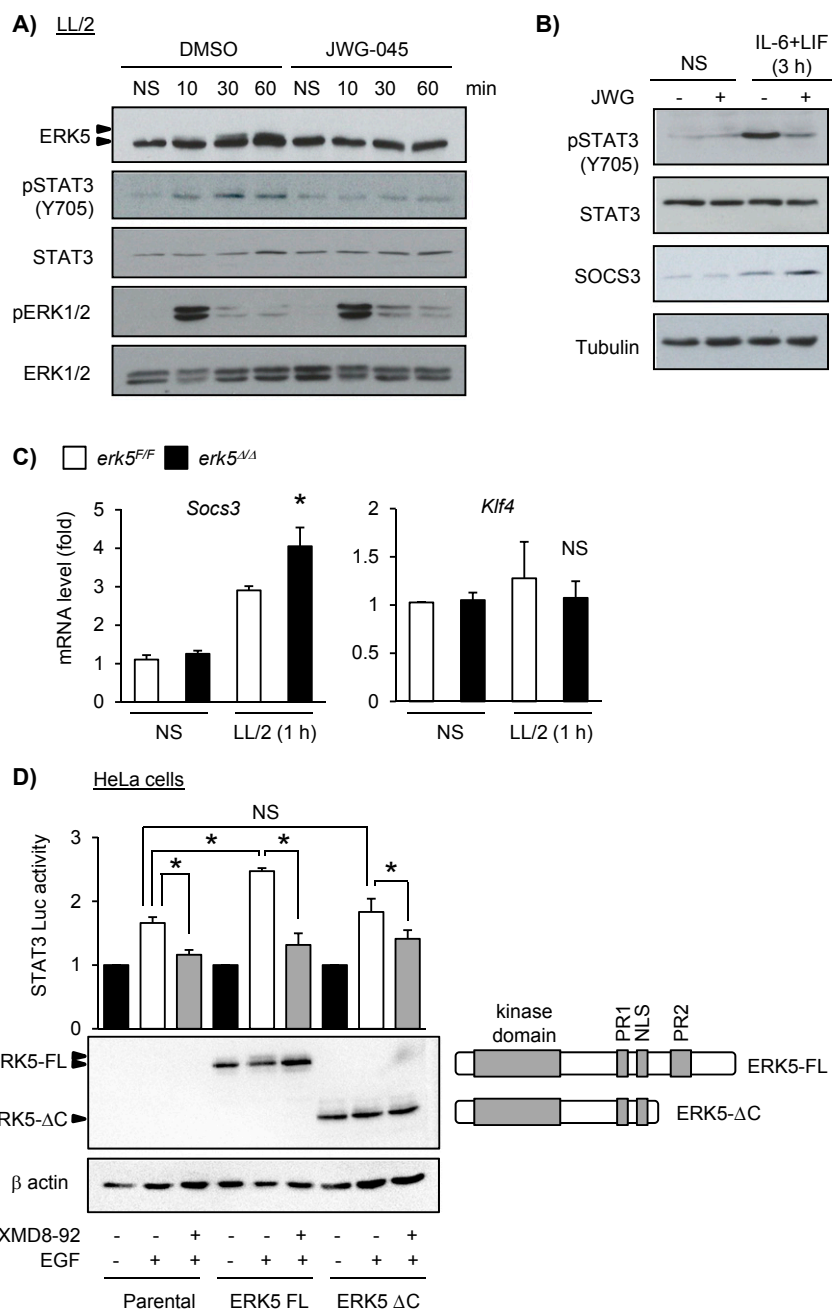 A) LL/2
DMSO JWG-045
NS 10 30 60 NS 10 30 60 min
ERK5
pSTAT3
(Y705)
STAT3
pERK1/2
ERK1/2
B)
NS IL-6+LIF
(3 h)
JWG - + - +
pSTAT3
(Y705)
STAT3
SOCS3
Tubulin
C) erk5F/F erk5Δ/Δ
Socs3
mRNA level (fold)
5
4
3
2
1
0
*
NS LL/2 (1 h)
Klf4
2
1.5
1
0.5
0
NS
NS LL/2 (1 h)
D) HeLa cells
NS
* * * *
STAT3 Luc activity
3
2
1
0
RK5-FL
RK5-ΔC
β actin
XMD8-92 - - + - - + - - +
EGF - + + - + + - + +
Parental ERK5 FL ERK5 ΔC
kinase
domain
PR1
NLS
PR2
ERK5-FL
ERK5-ΔC